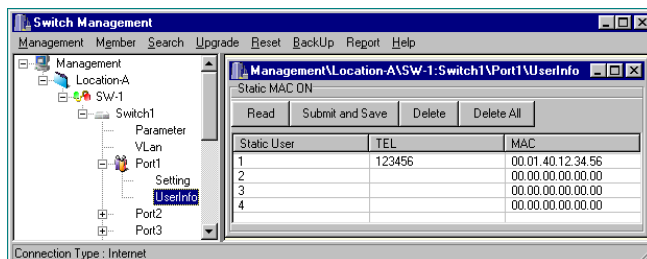 Switch Management
Management Member Search Upgrade Reset BackUp Report Help
Management
Location-A
SW-1
Switch1
Parameter
VLan
Port1
Setting
UserInfo
Port2
Port3
Management\Location-A\SW-1:Switch1\Port1\UserInfo
Static MAC ON
Read Submit and Save Delete Delete All
Static User TEL MAC
1 123456 00.01.40.12.34.56
2 00.00.00.00.00.00
3 00.00.00.00.00.00
4 00.00.00.00.00.00
Connection Type : Internet